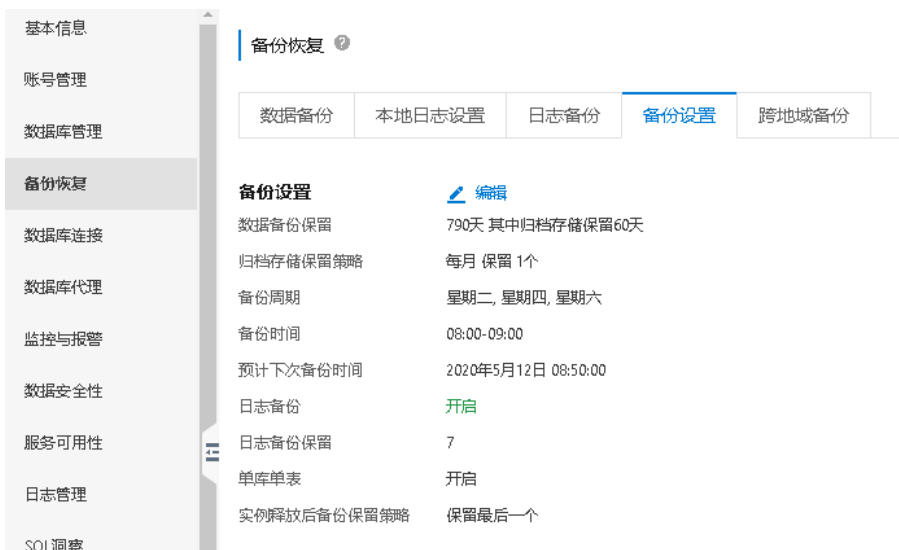 基本信息
账号管理
数据库管理
备份恢复
数据库连接
数据库代理
监控与报警
数据安全性
服务可用性
日志管理
SQL洞察
备份恢复
数据备份 本地日志设置 日志备份 备份设置 跨地域备份
备份设置 编辑
数据备份保留 790天 其中归档存储保留60天
归档存储保留策略 每月 保留 1个
备份周期 星期二, 星期四, 星期六
备份时间 08:00-09:00
预计下次备份时间 2020年5月12日 08:50:00
日志备份 开启
日志备份保留 7
单库单表 开启
实例释放后备份保留策略 保留最后一个